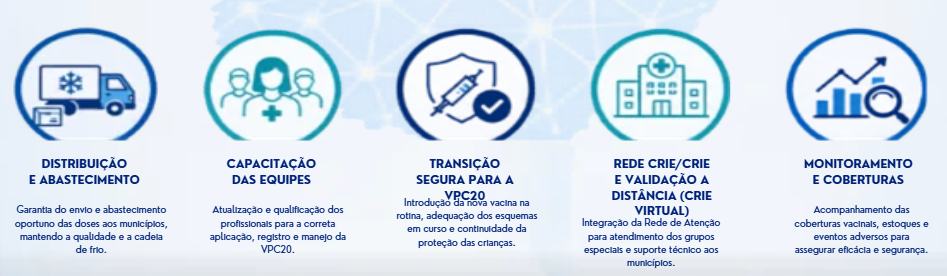 DISTRIBUIÇÃO
E ABASTECIMENTO
Garantia do envio e abastecimento
oportuno das doses aos municípios,
mantendo a qualidade e a cadeia
de frio.
CAPACITAÇÃO
DAS EQUIPES
Atualização e qualificação dos
profissionais para a correta
aplicação, registro e manejo da
VPC20.
TRANSIÇÃO
SEGURA PARA A
VPC20
Introdução da nova vacina na
rotina, adequação dos esquemas
em curso e continuidade da
proteção das crianças.
REDE CRIE/CRIE
E VALIDAÇÃO A
DISTÂNCIA (CRIE
VIRTUAL)
Integração da Rede de Atenção
para atendimento dos grupos
especiais e suporte técnico aos
municípios.
MONITORAMENTO
E COBERTURAS
Acompanhamento das
coberturas vacinais, estoques e
eventos adversos para
assegurar eficácia e segurança.